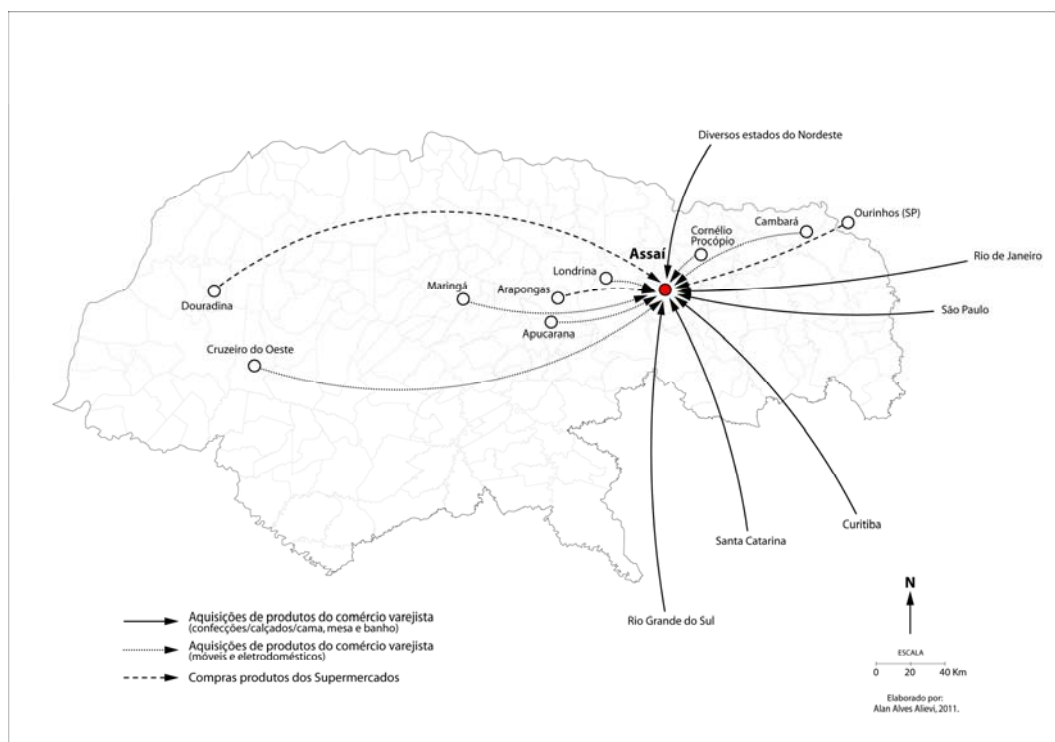 Diversos estados do Nordeste
Ourinhos (SP)
Cambará
Cornélio
Procópio
Assaí
Rio de Janeiro
Londrina
Maringá
Arapongas
Douradina
São Paulo
Apucarana
Cruzeiro do Oeste
Curitiba
Santa Catarina
Rio Grande do Sul
Aquisições de produtos do comércio varejista
(confecções/calçados/cama, mesa e banho)
Aquisições de produtos do comércio varejista
(móveis e eletrodomésticos)
Compras produtos dos Supermercados
N
ESCALA
0 20 40 Km
Elaborado por:
Alan Alves Alievi, 2011.